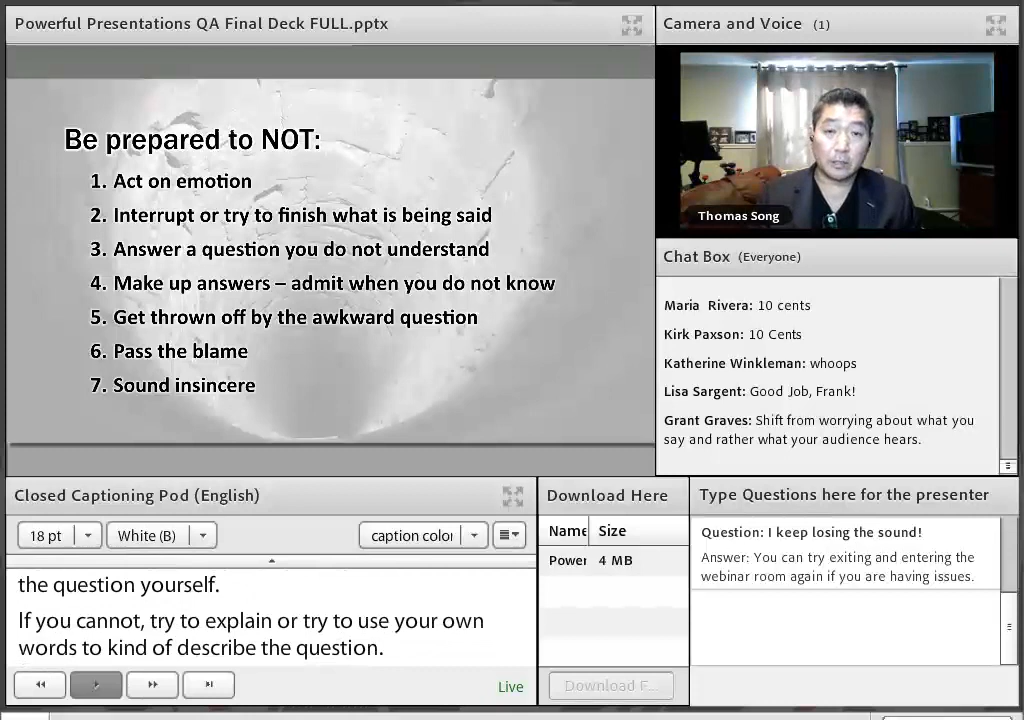 Powerful Presentations QA Final Deck FULL.pptx
Camera and Voice (1)
Be prepared to NOT:
1. Act on emotion
2. Interrupt or try to finish what is being said
3. Answer a question you do not understand
4. Make up answers – admit when you do not know
5. Get thrown off by the awkward question
6. Pass the blame
7. Sound insincere
Thomas Song
Chat Box (Everyone)
Maria Rivera: 10 cents
Kirk Paxson: 10 Cents
Katherine Winkleman: whoops
Lisa Sargent: Good Job, Frank!
Grant Graves: Shift from worrying about what you
say and rather what your audience hears.
Closed Captioning Pod (English)
18 pt
White (B)
caption color
the question yourself.
If you cannot, try to explain or try to use your own
words to kind of describe the question.
Live
Download Here
Name Size
Power 4 MB
Download F...
Type Questions here for the presenter
Question: I keep losing the sound!
Answer: You can try exiting and entering the
webinar room again if you are having issues.